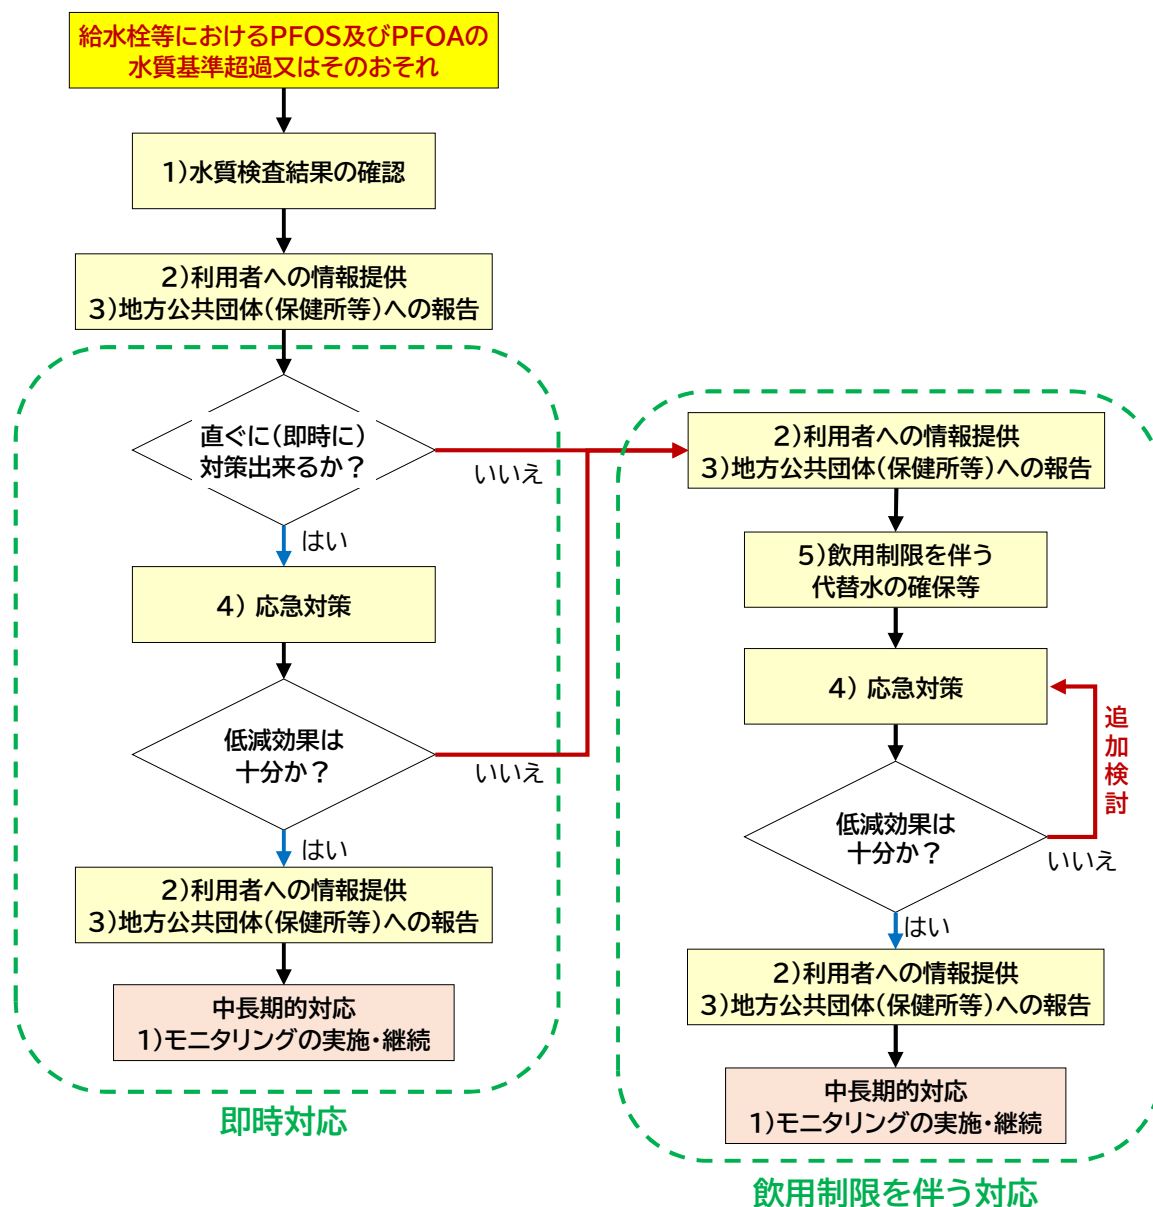 給水栓等におけるPFOS及びPFOAの
水質基準超過又はそのおそれ
1)水質検査結果の確認
2)利用者への情報提供
3)地方公共団体(保健所等)への報告
直ぐに(即時に)
対策出来るか？
いいえ
はい
4) 応急対策
低減効果は
十分か？
いいえ
はい
2)利用者への情報提供
3)地方公共団体(保健所等)への報告
中長期的対応
1)モニタリングの実施・継続
即時対応
2)利用者への情報提供
3)地方公共団体(保健所等)への報告
5)飲用制限を伴う
代替水の確保等
4) 応急対策
追加検討
低減効果は
十分か？
いいえ
はい
2)利用者への情報提供
3)地方公共団体(保健所等)への報告
中長期的対応
1)モニタリングの実施・継続
飲用制限を伴う対応